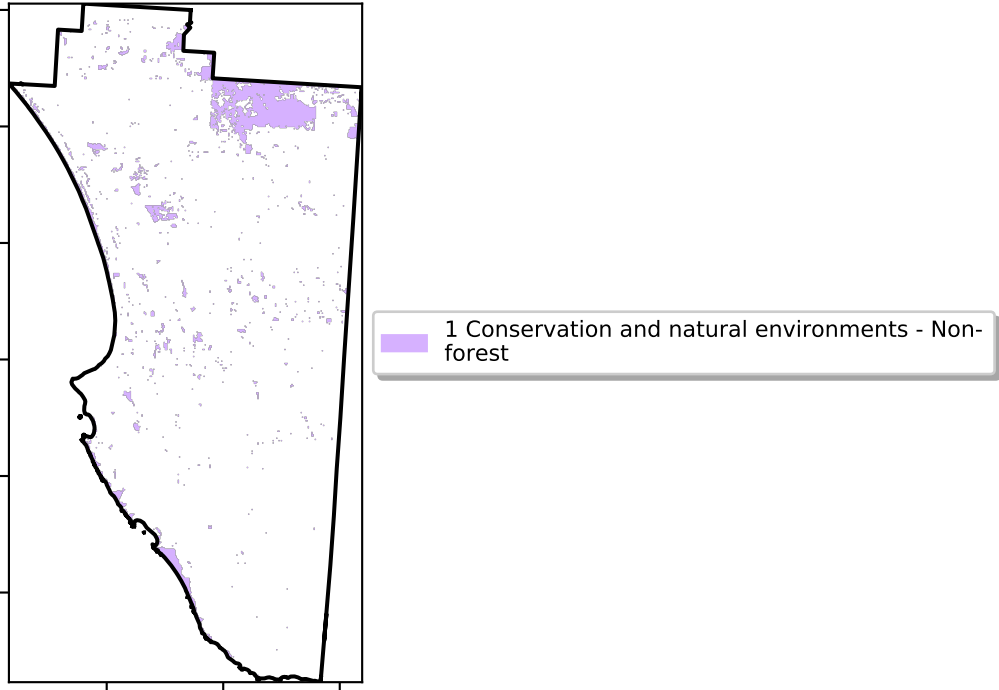 1 Conservation and natural environments - Non-
forest